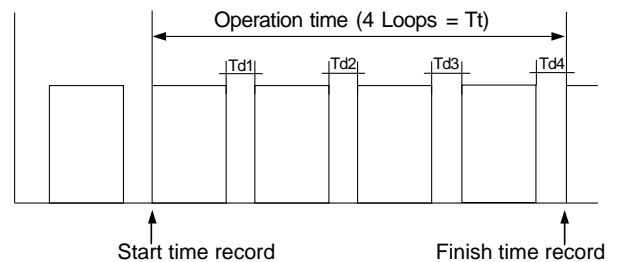 Operation time (4 Loops = Tt)
Td1 Td2 Td3 Td4
Start time record Finish time record